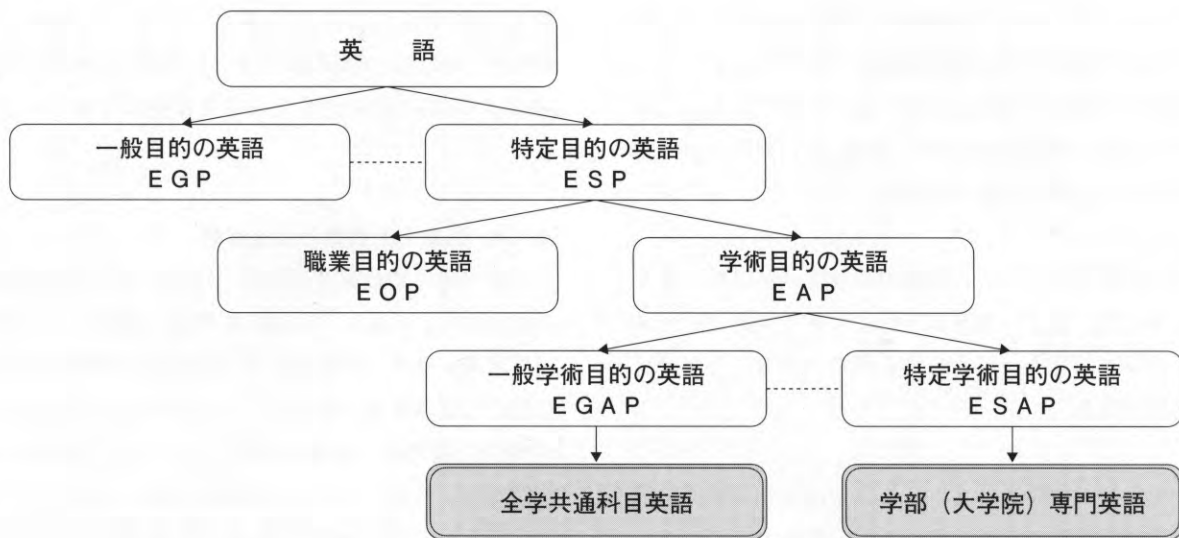 英　語
一般目的の英語
EGP
特定目的の英語
ESP
職業目的の英語
EOP
学術目的の英語
EAP
一般学術目的の英語
EGAP
特定学術目的の英語
ESAP
全学共通科目英語
学部（大学院）専門英語